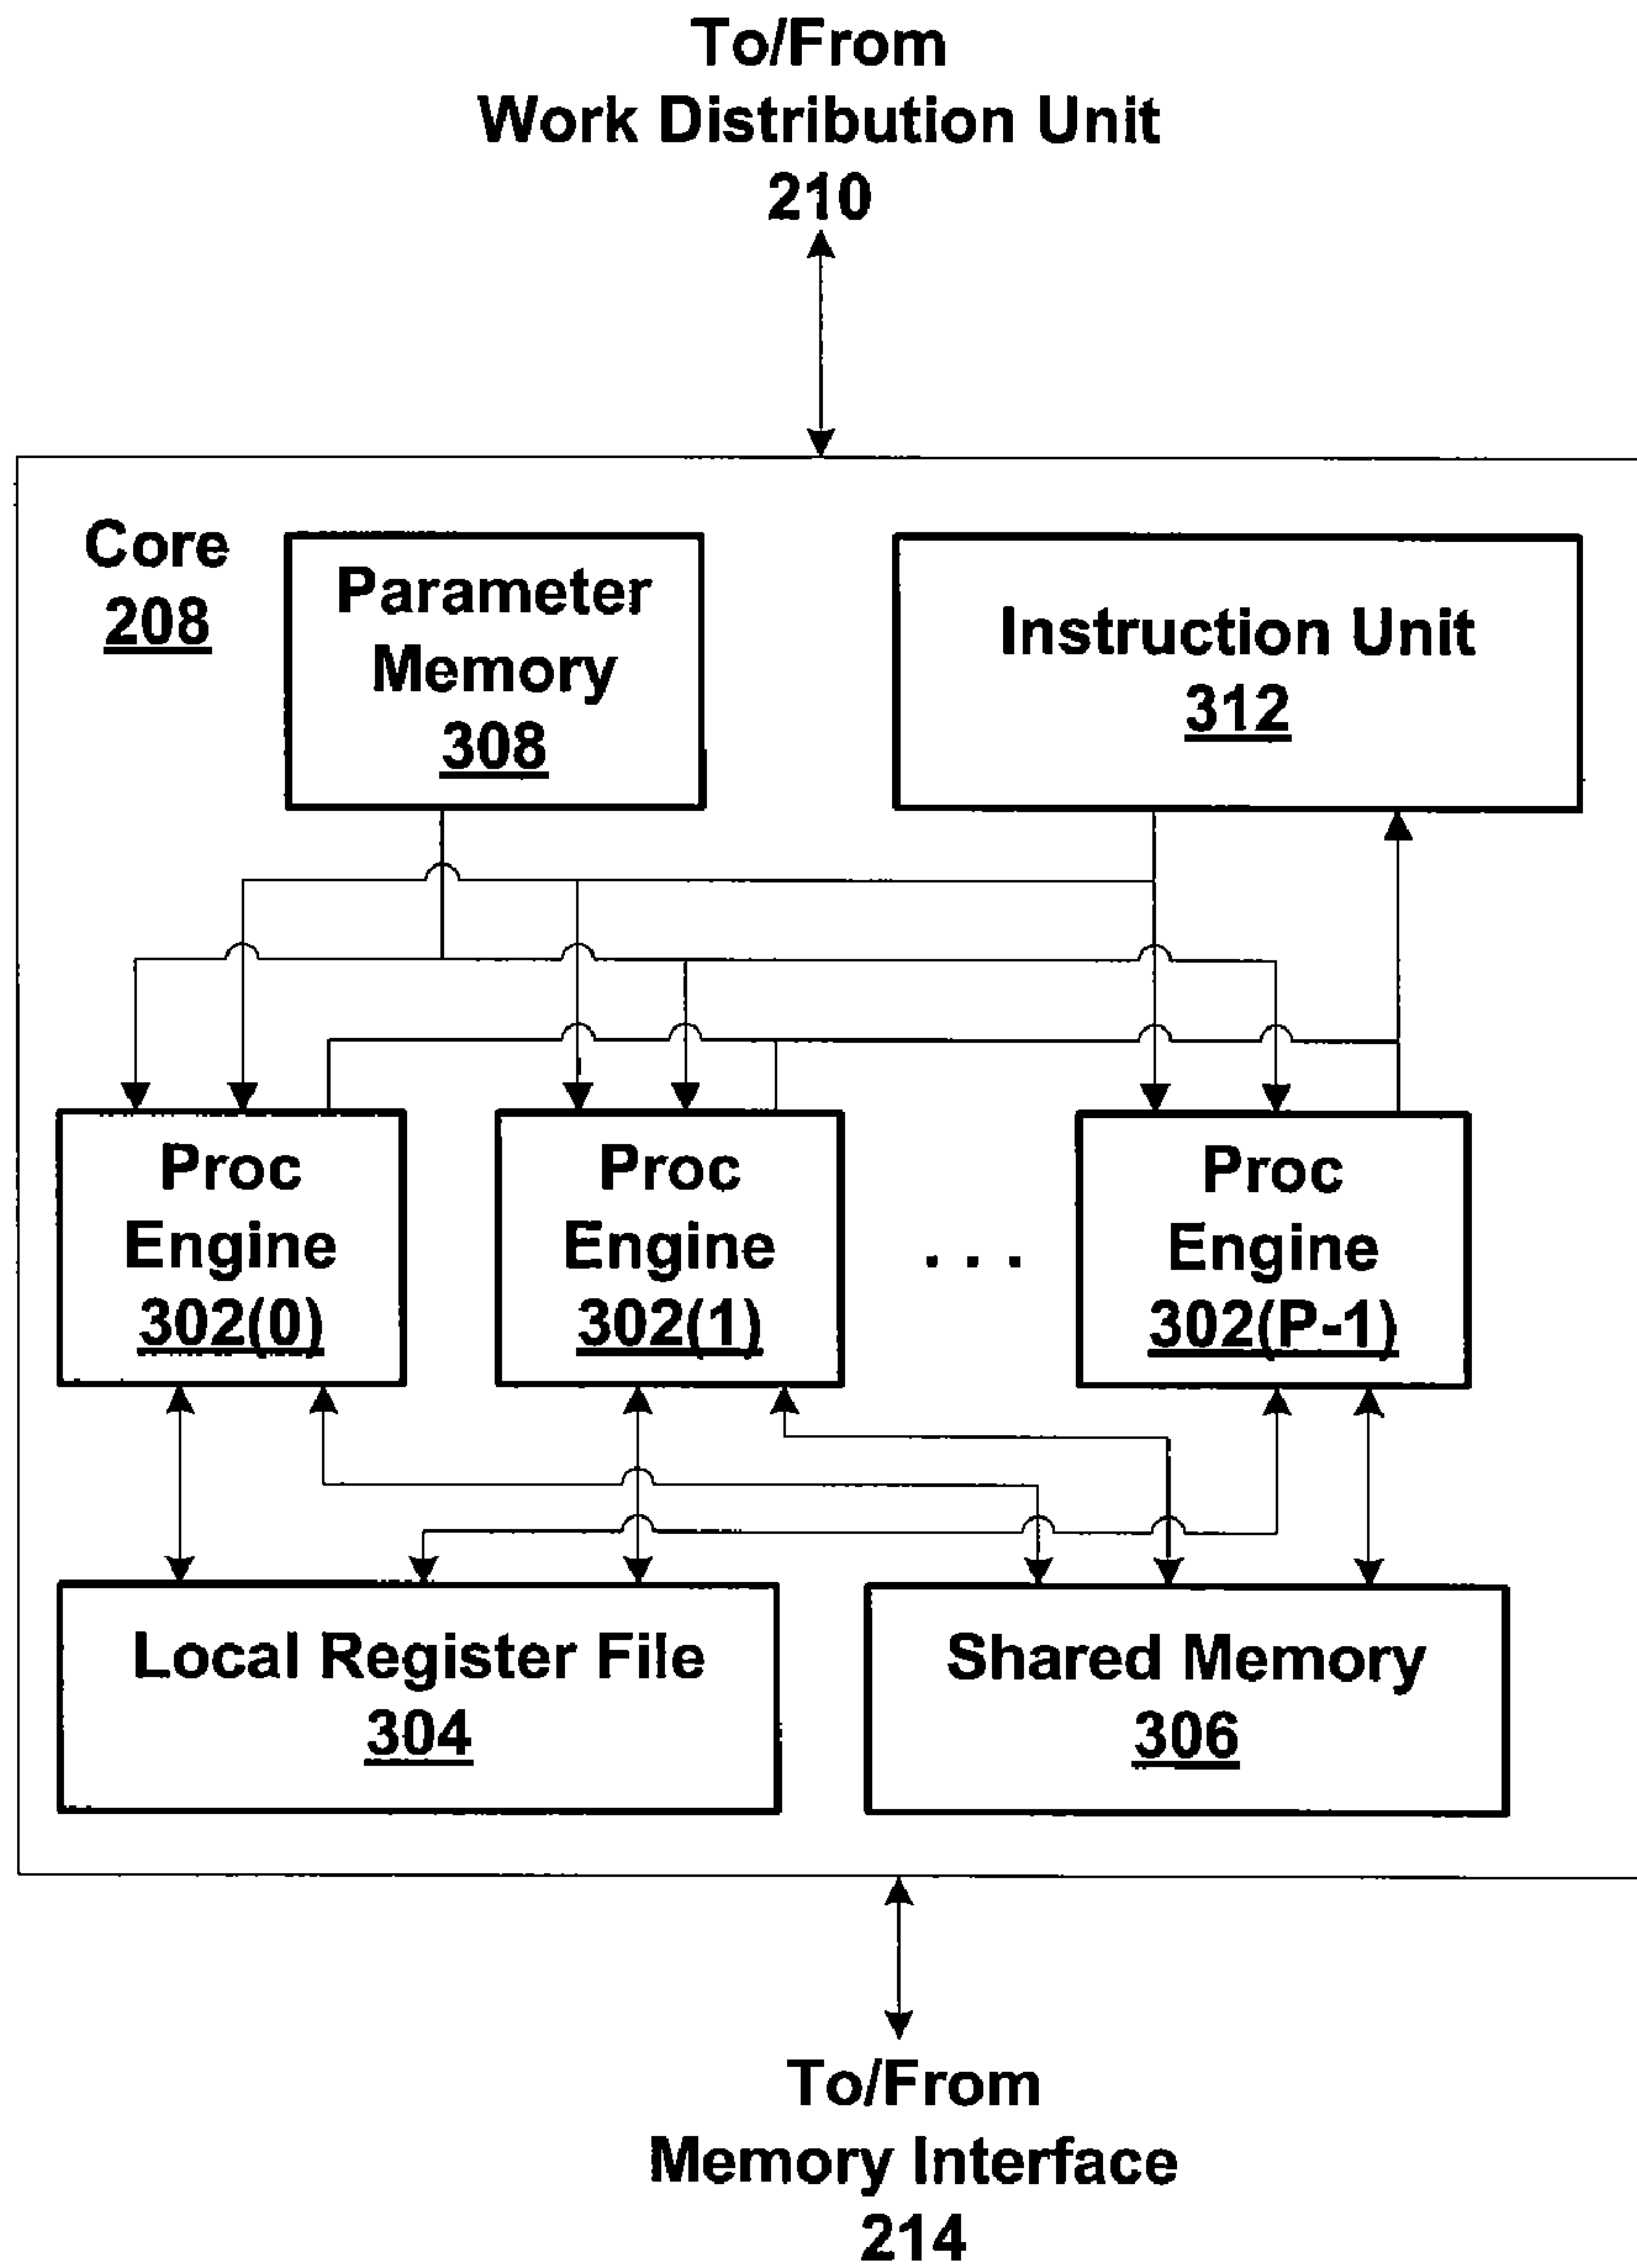 To/From
Work Distribution Unit
210
Core
208
Parameter
Memory
308
Instruction Unit
312
Proc
Engine
302(0)
Proc
Engine
302(1)
. . .
Proc
Engine
302(P-1)
Local Register File
304
Shared Memory
306
To/From
Memory Interface
214